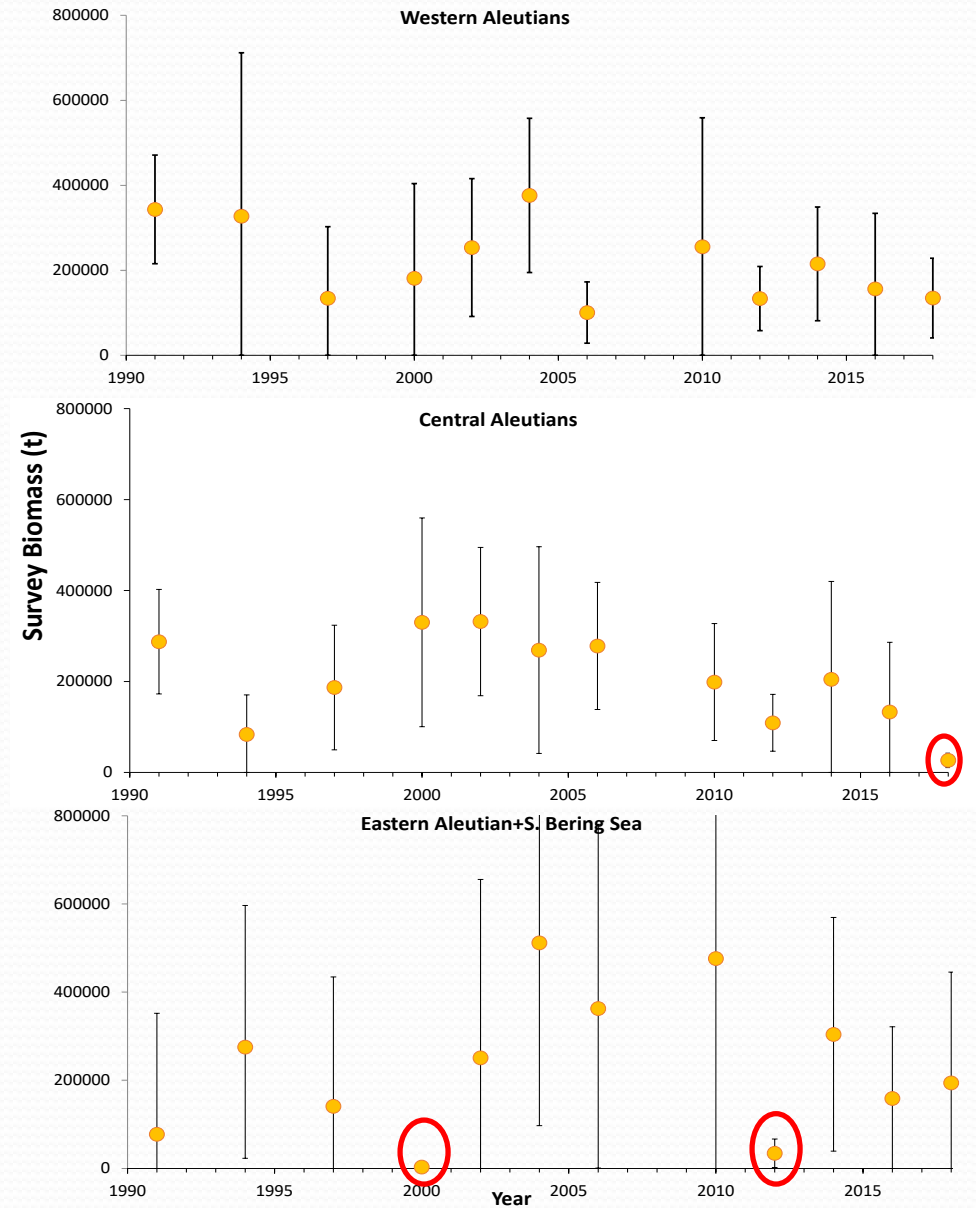 Western Aleutians
800000
600000
400000
200000
0
1990 1995 2000 2005 2010 2015
Survey Biomass (t)
Central Aleutians
800000
600000
400000
200000
0
1990 1995 2000 2005 2010 2015
Eastern Aleutian+S. Bering Sea
800000
600000
400000
200000
0
1990 1995 2000 2005 2010 2015
Year